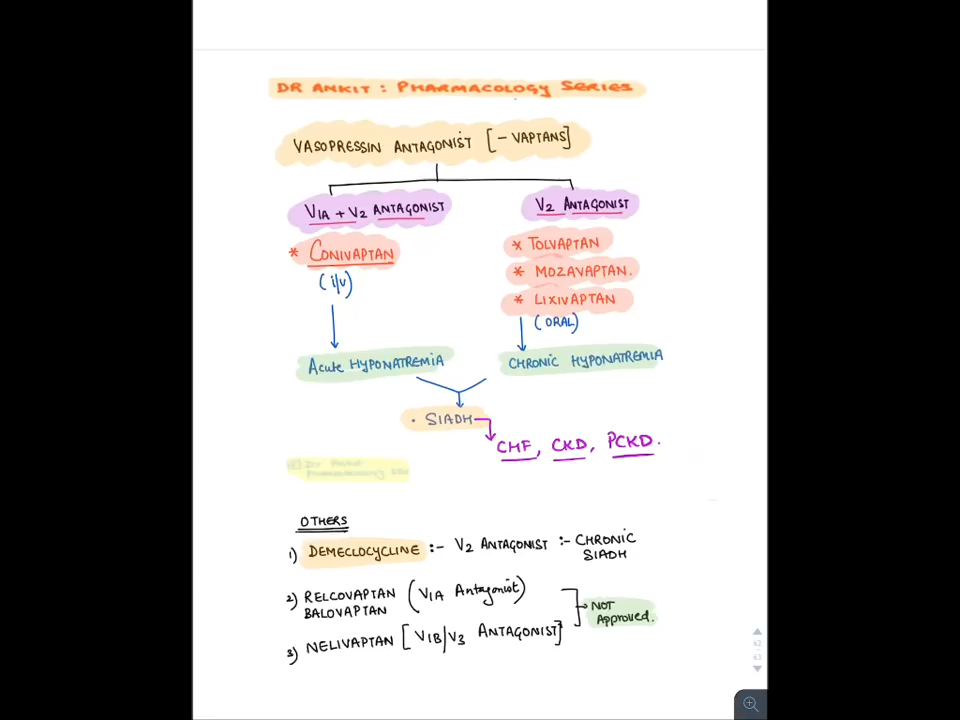 DR ANKIT : PHARMACOLOGY SERIES
VASOPRESSIN ANTAGONIST [-VAPTANS]
V1A + V2 ANTAGONIST
V2 ANTAGONIST
* CONIVAPTAN
(i/v)
* TOLVAPTAN
* MOZAVAPTAN.
* LIXIVAPTAN
(ORAL)
Acute HYPONATREMIA
CHRONIC HYPONATREMIA
· SIADH
CHF, CKD, PCKD.
OTHERS
1) DEMECLOCYCLINE :- V2 ANTAGONIST :- CHRONIC
SIADH
2) RELCOVAPTAN (V1A Antagonist)
BALOVAPTAN
NOT
Approved.
3) NELIVAPTAN [V1B/V3 ANTAGONIST]